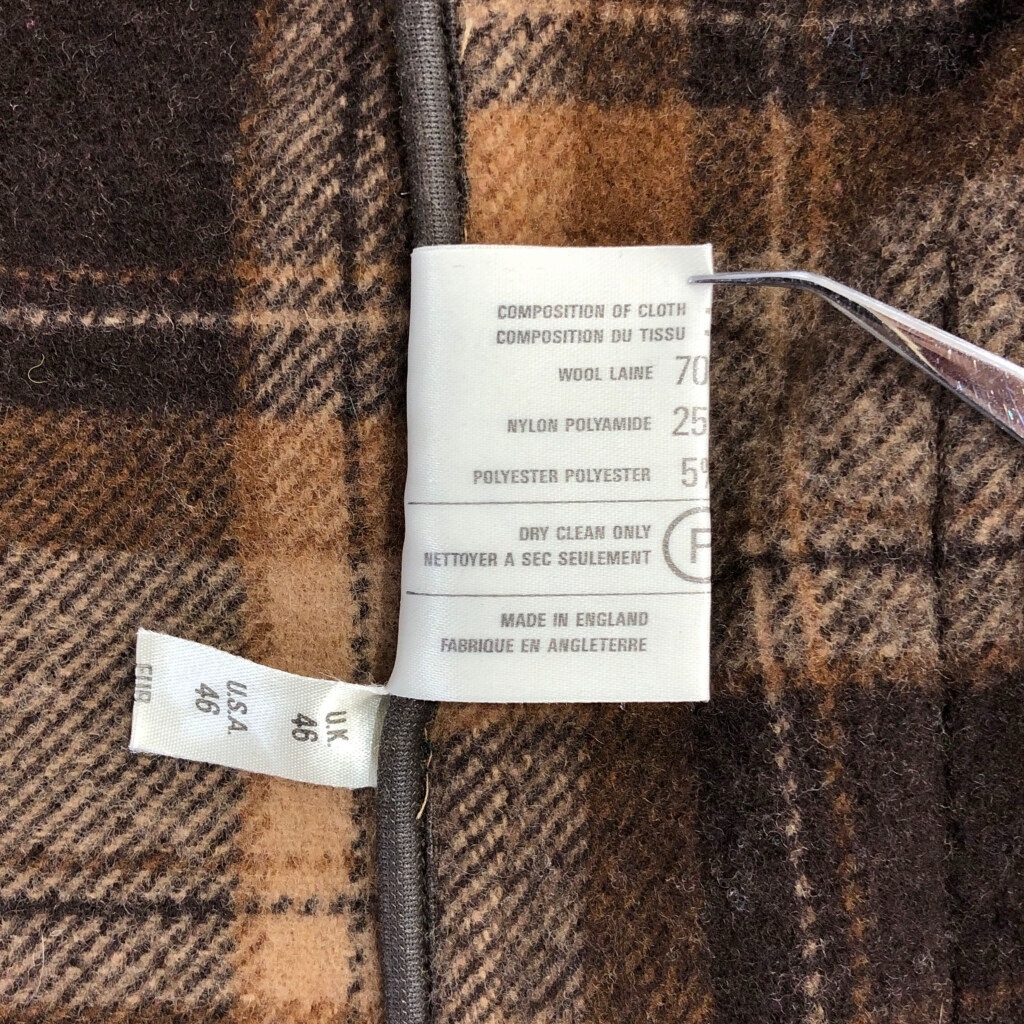 COMPOSITION OF CLOTH
COMPOSITION DU TISSU
WOOL LAINE 70
NYLON POLYAMIDE 25
POLYESTER POLYESTER 5%
DRY CLEAN ONLY
NETTOYER A SEC SEULEMENT
P
MADE IN ENGLAND
FABRIQUE EN ANGLETERRE
U.K.
46
U.S.A.
46
EUR